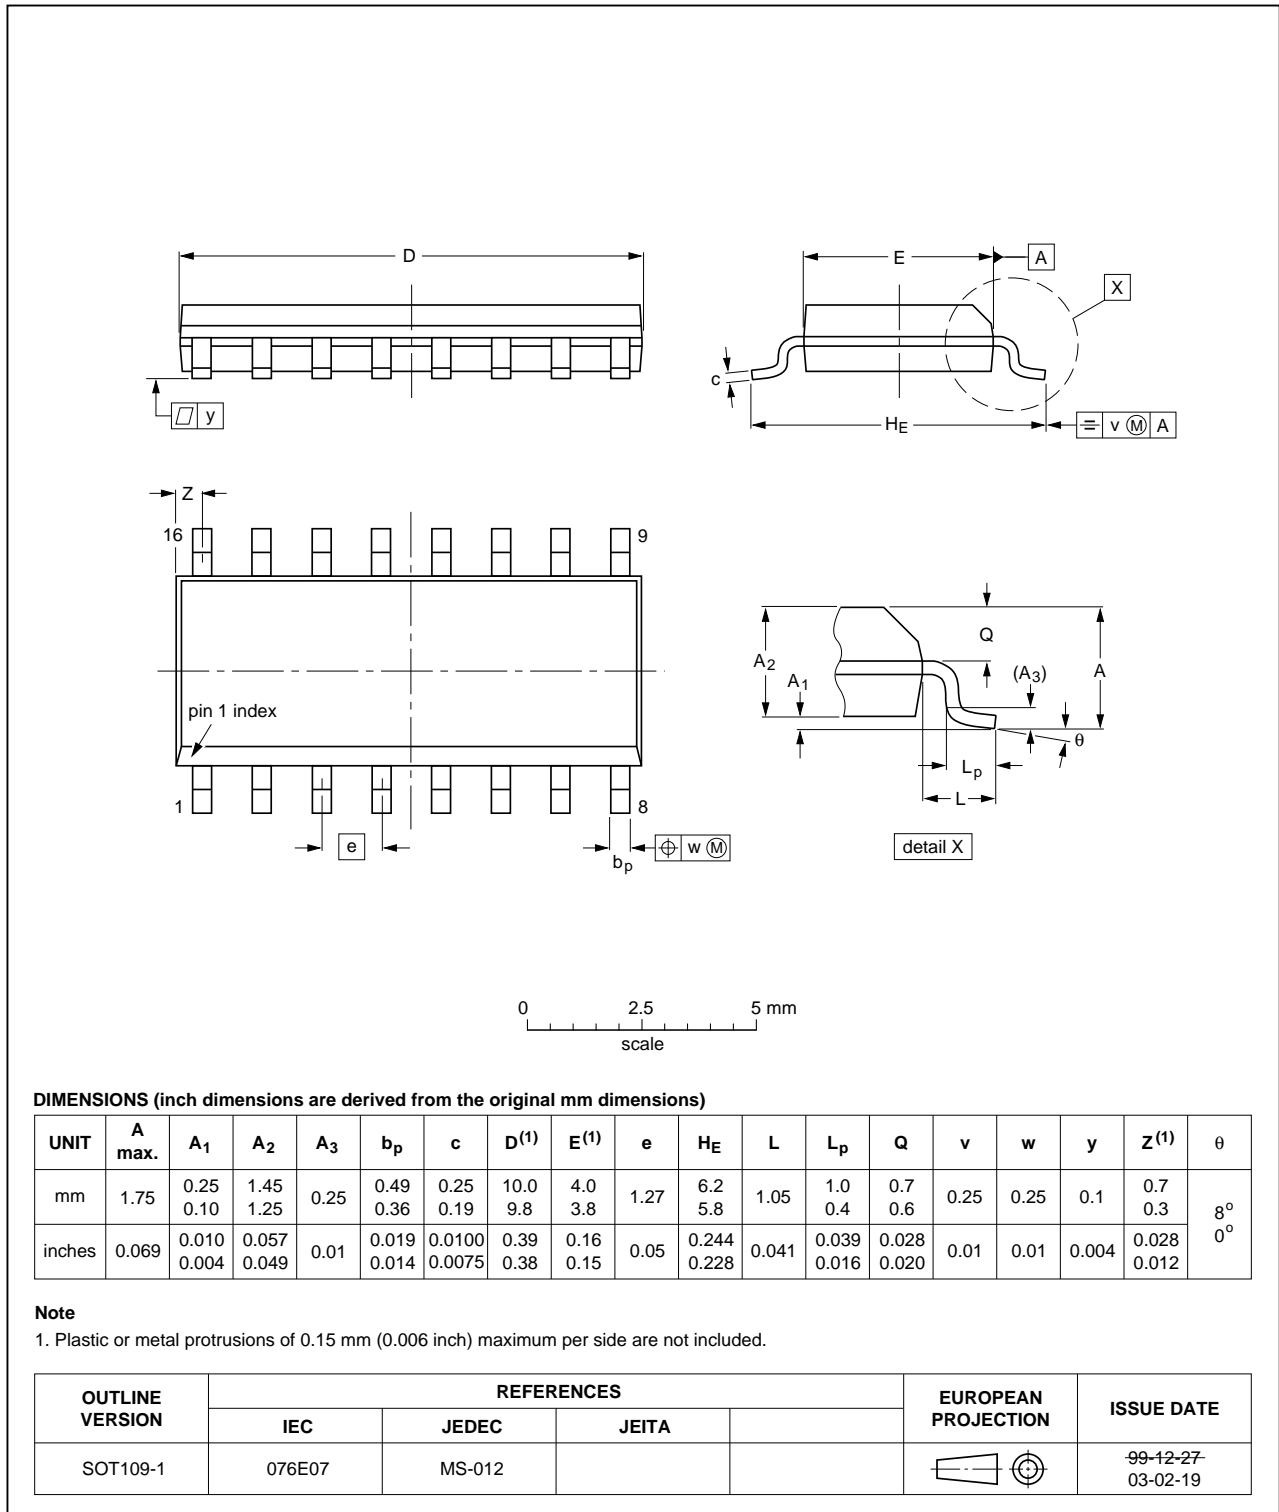 D
E
A
X
c
y
HE
v M A
Z
16
9
pin 1 index
1
8
e
bp
w M
Q
A2
A1
(A3)
A
θ
Lp
L
detail X
0 2.5 5 mm
scale
DIMENSIONS (inch dimensions are derived from the original mm dimensions)
UNIT A max. A1 A2 A3 bp c D(1) E(1) e HE L Lp Q v w y Z(1) θ
mm 1.75 0.25 0.10 1.45 1.25 0.25 0.49 0.36 0.25 0.19 10.0 9.8 4.0 3.8 1.27 6.2 5.8 1.05 1.0 0.4 0.7 0.6 0.25 0.25 0.1 0.7 0.3 8° 0°
inches 0.069 0.010 0.004 0.057 0.049 0.01 0.019 0.014 0.0100 0.0075 0.39 0.38 0.16 0.15 0.05 0.244 0.228 0.041 0.039 0.016 0.028 0.020 0.01 0.01 0.004 0.028 0.012
Note
1. Plastic or metal protrusions of 0.15 mm (0.006 inch) maximum per side are not included.
OUTLINE VERSION REFERENCES EUROPEAN PROJECTION ISSUE DATE
IEC JEDEC JEITA
SOT109-1 076E07 MS-012 99-12-27
03-02-19